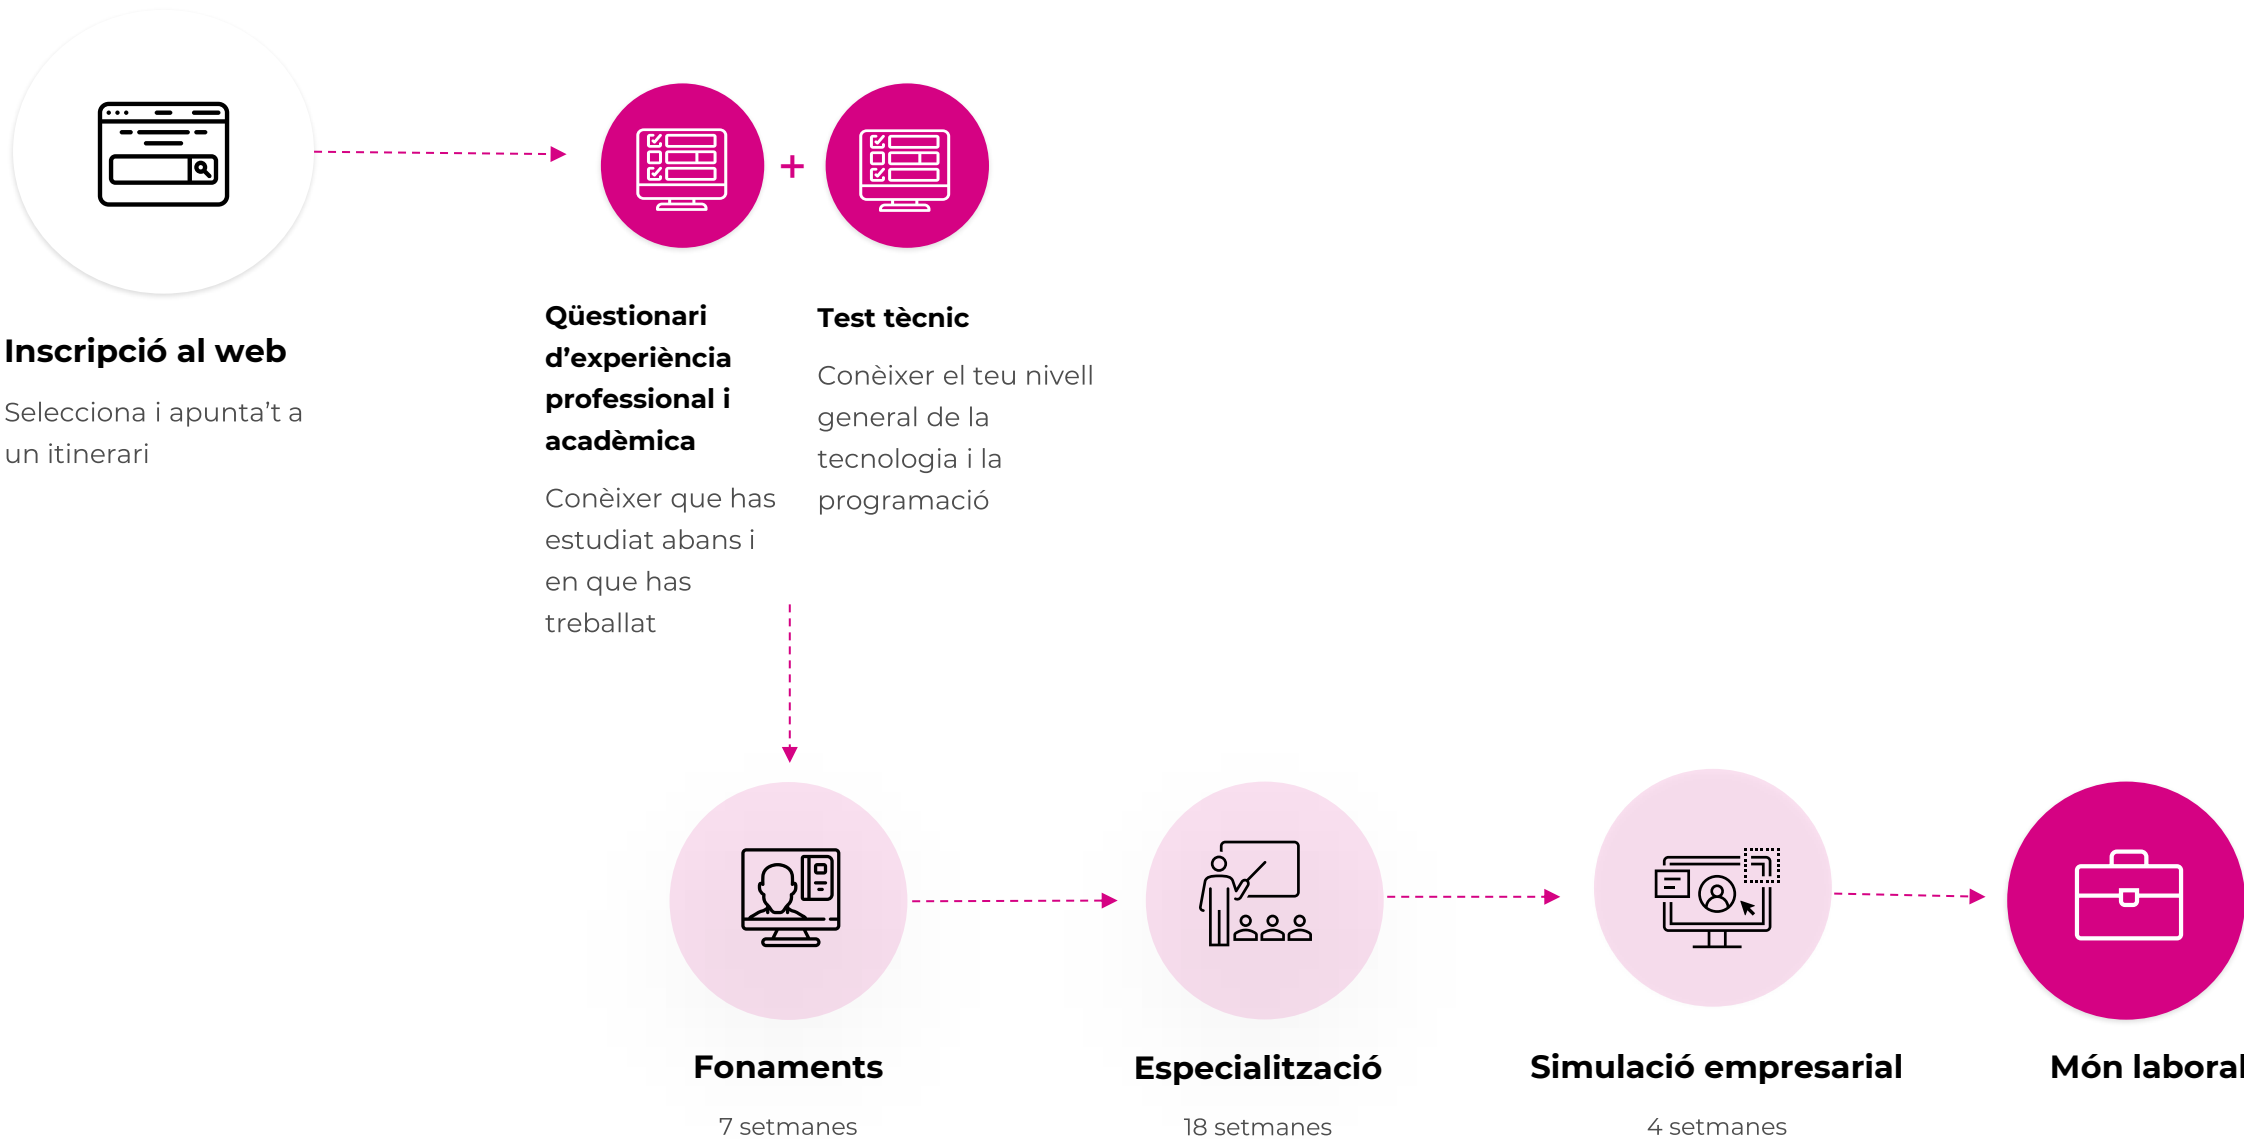 Inscripció al web
Selecciona i apunta’t a
un itinerari
+
Qüestionari
d’experiència
professional i
acadèmica
Conèixer que has
estudiat abans i
en que has
treballat
Test tècnic
Conèixer el teu nivell
general de la
tecnologia i la
programació
Fonaments
7 setmanes
Especialització
18 setmanes
Simulació empresarial
4 setmanes
Món laboral